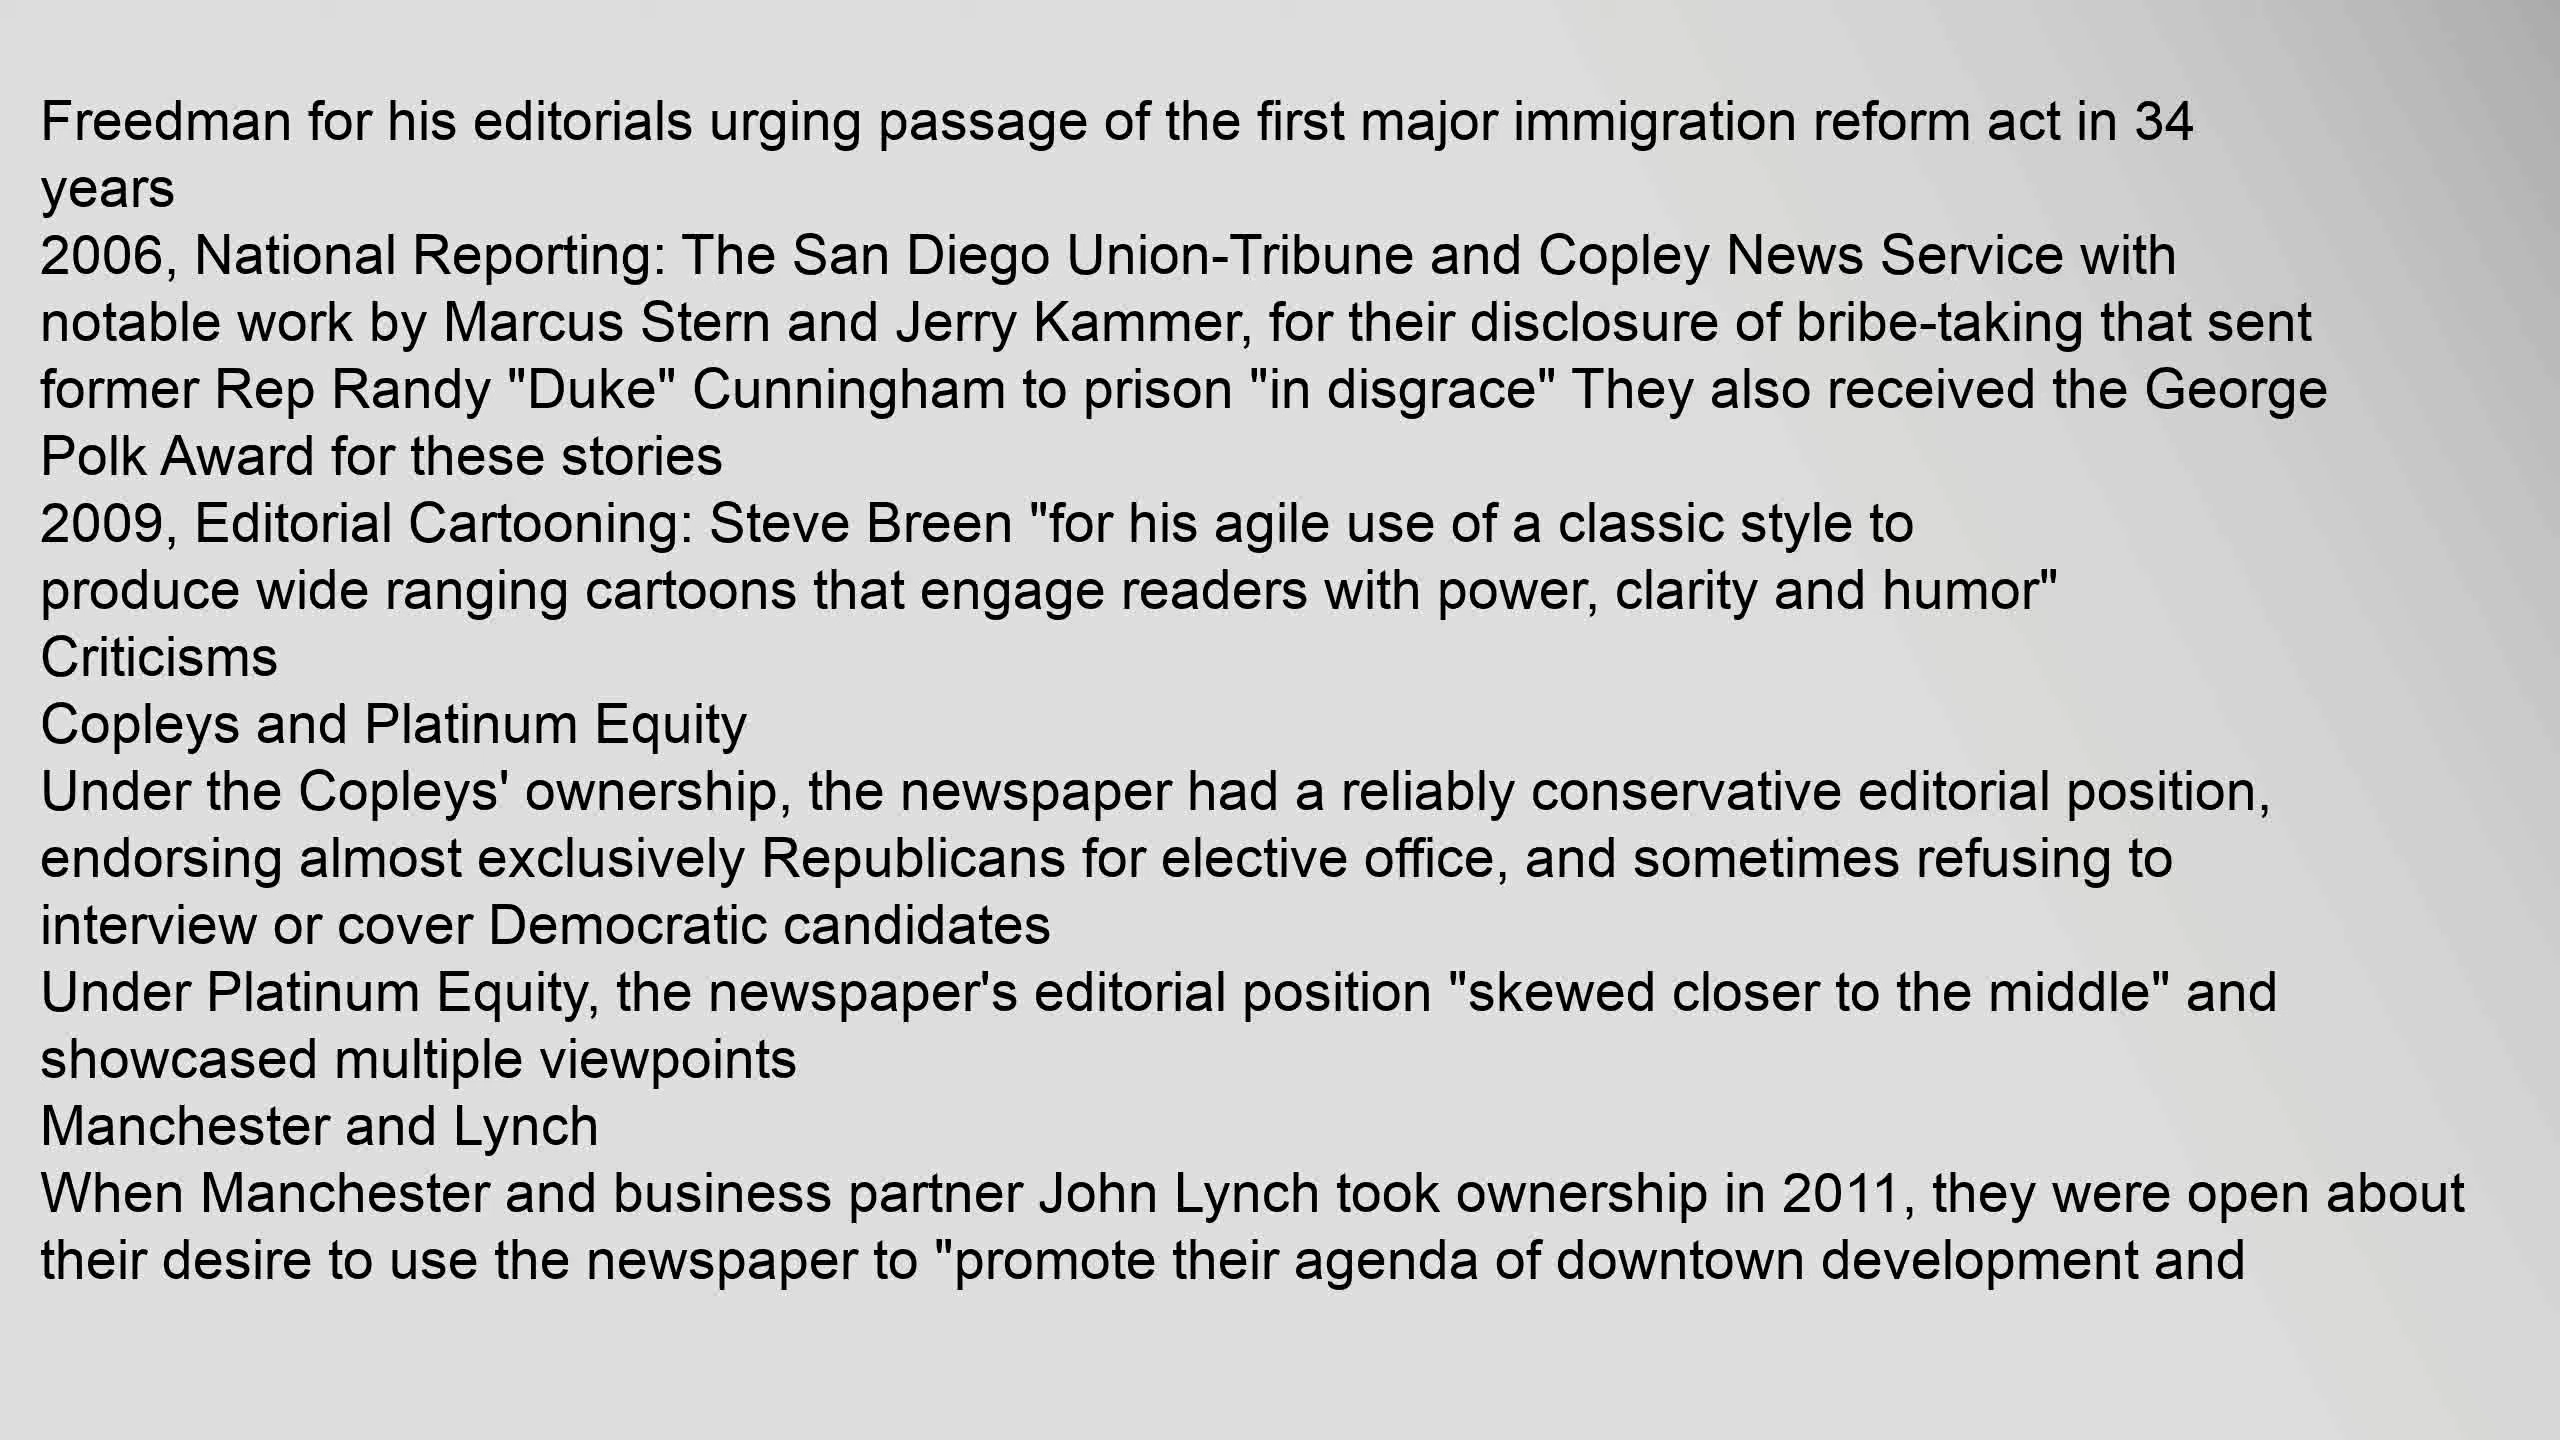 Freedman for his editorials urging passage of the first major immigration reform act in 34
years
2006, National Reporting: The San Diego Union-Tribune and Copley News Service with
notable work by Marcus Stern and Jerry Kammer, for their disclosure of bribe-taking that sent
former Rep Randy "Duke" Cunningham to prison "in disgrace" They also received the George
Polk Award for these stories
2009, Editorial Cartooning: Steve Breen "for his agile use of a classic style to
produce wide ranging cartoons that engage readers with power, clarity and humor"
Criticisms
Copleys and Platinum Equity
Under the Copleys' ownership, the newspaper had a reliably conservative editorial position,
endorsing almost exclusively Republicans for elective office, and sometimes refusing to
interview or cover Democratic candidates
Under Platinum Equity, the newspaper's editorial position "skewed closer to the middle" and
showcased multiple viewpoints
Manchester and Lynch
When Manchester and business partner John Lynch took ownership in 2011, they were open about
their desire to use the newspaper to "promote their agenda of downtown development and